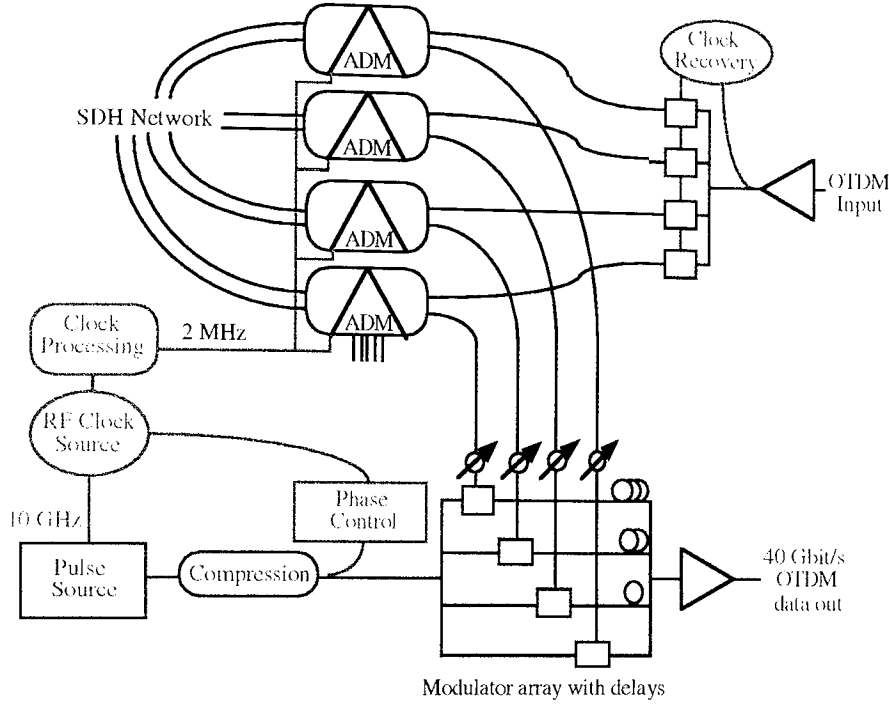 ADM
Clock
Recovery
SDH Network
ADM
OTDM
Input
ADM
ADM
Clock
Processing
2 MHz
RF Clock
Source
10 GHz
Phase
Control
Pulse
Source
Compression
40 Gbit/s
OTDM
data out
Modulator array with delays